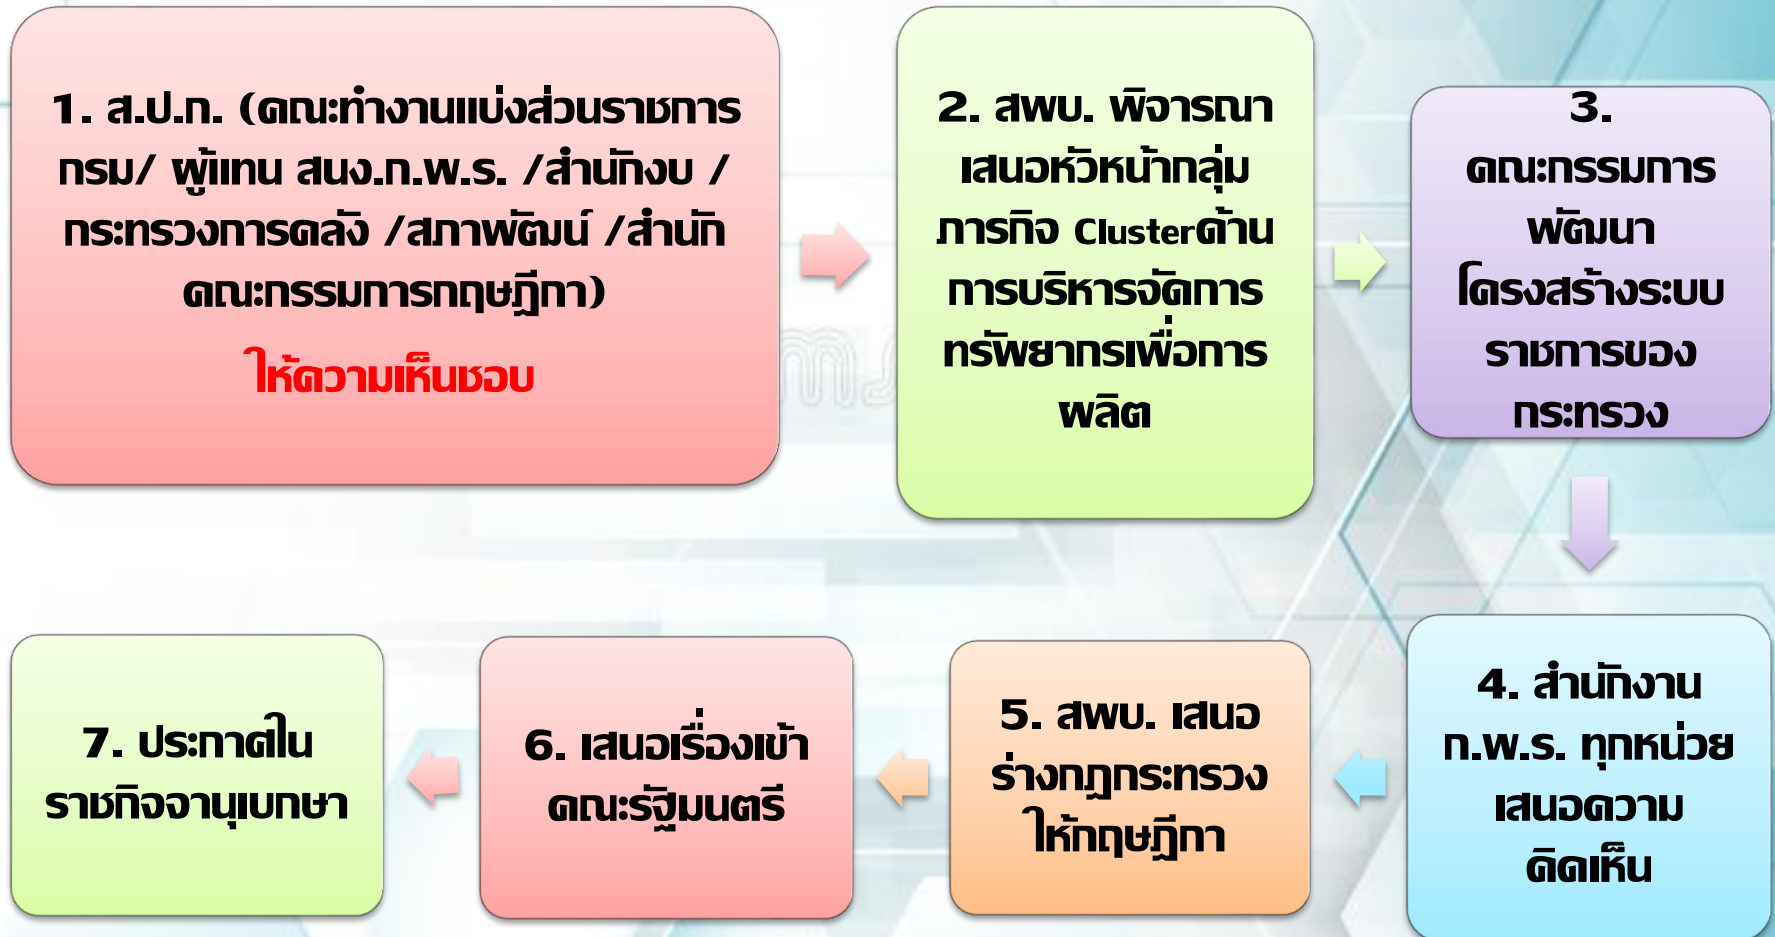 1. ส.ป.ก. (คณะทำงานแบ่งส่วนราชการ
กรม/ ผู้แทน สนง.ก.พ.ร. /สำนักงบ /
กระทรวงการคลัง /สภาพัฒน์ /สำนัก
คณะกรรมการกฤษฎีกา)
ให้ความเห็นชอบ
2. สพบ. พิจารณา
เสนอหัวหน้ากลุ่ม
ภารกิจ Clusterด้าน
การบริหารจัดการ
ทรัพยากรเพื่อการ
ผลิต
3.
คณะกรรมการ
พัฒนา
โครงสร้างระบบ
ราชการของ
กระทรวง
4. สำนักงาน
ก.พ.ร. ทุกหน่วย
เสนอความ
คิดเห็น
5. สพบ. เสนอ
ร่างกฎกระทรวง
ให้กฤษฎีกา
6. เสนอเรื่องเข้า
คณะรัฐมนตรี
7. ประกาศใน
ราชกิจจานุเบกษา